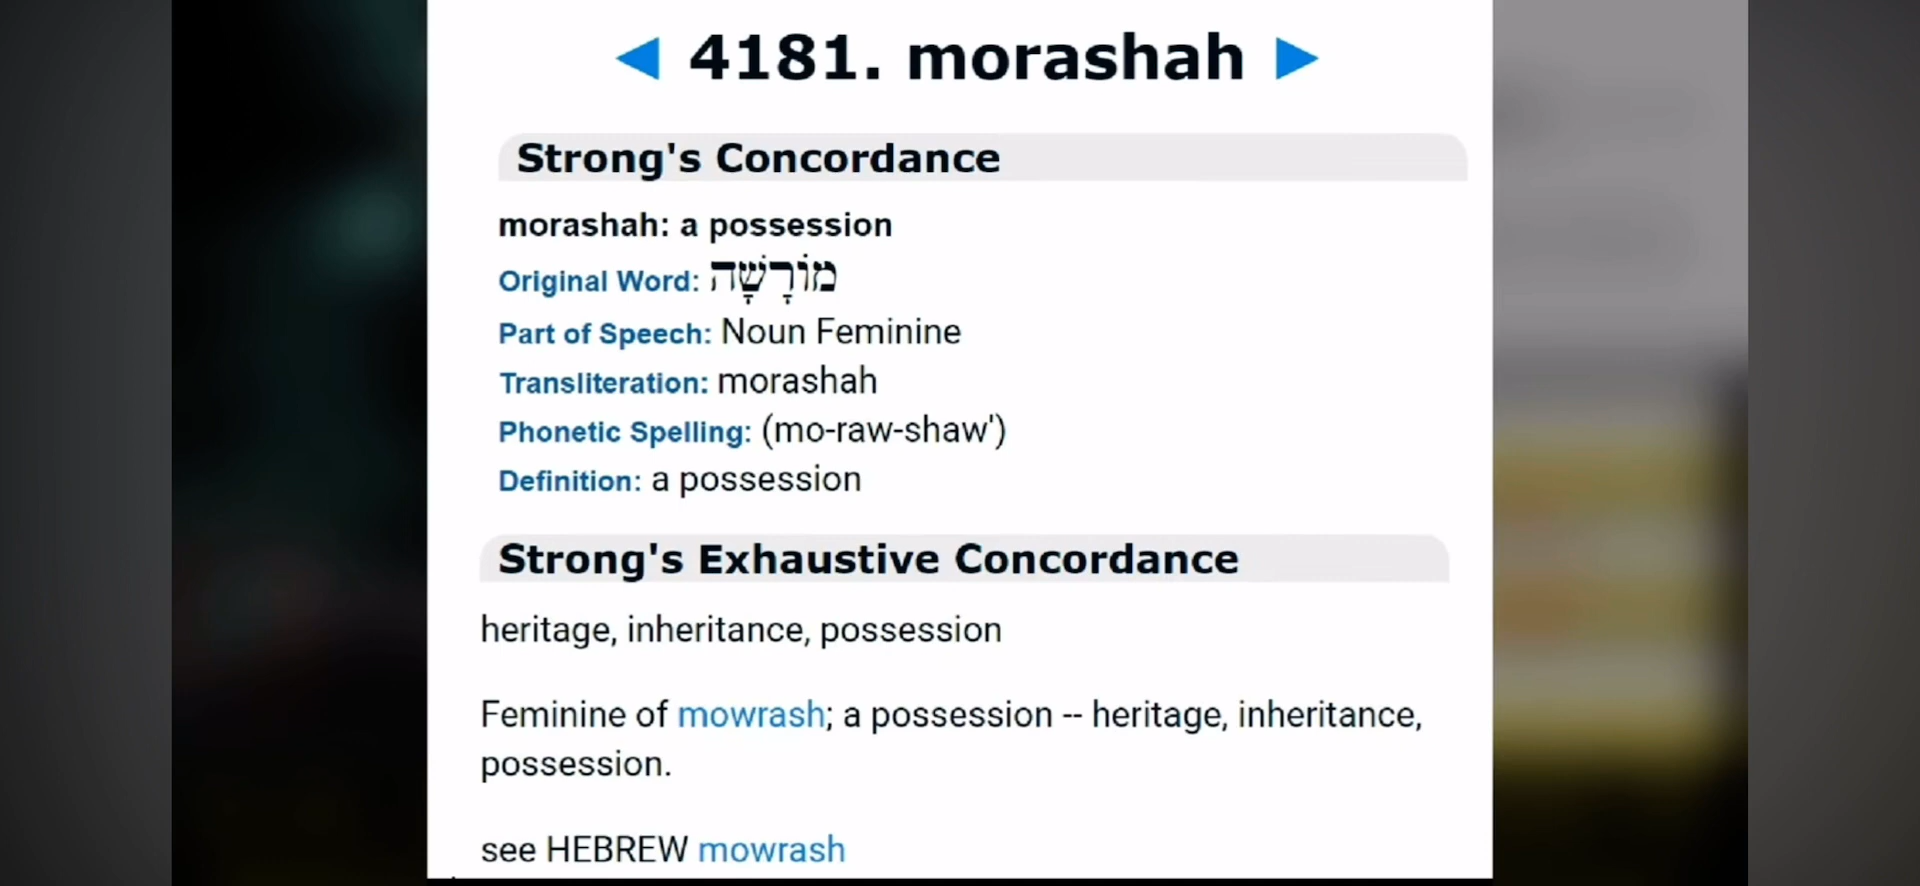 ◀ 4181. morashah ▶
Strong's Concordance
morashah: a possession
Original Word: מוֹרָשָׁה
Part of Speech: Noun Feminine
Transliteration: morashah
Phonetic Spelling: (mo-raw-shaw')
Definition: a possession
Strong's Exhaustive Concordance
heritage, inheritance, possession
Feminine of mowrash; a possession -- heritage, inheritance,
possession.
see HEBREW mowrash